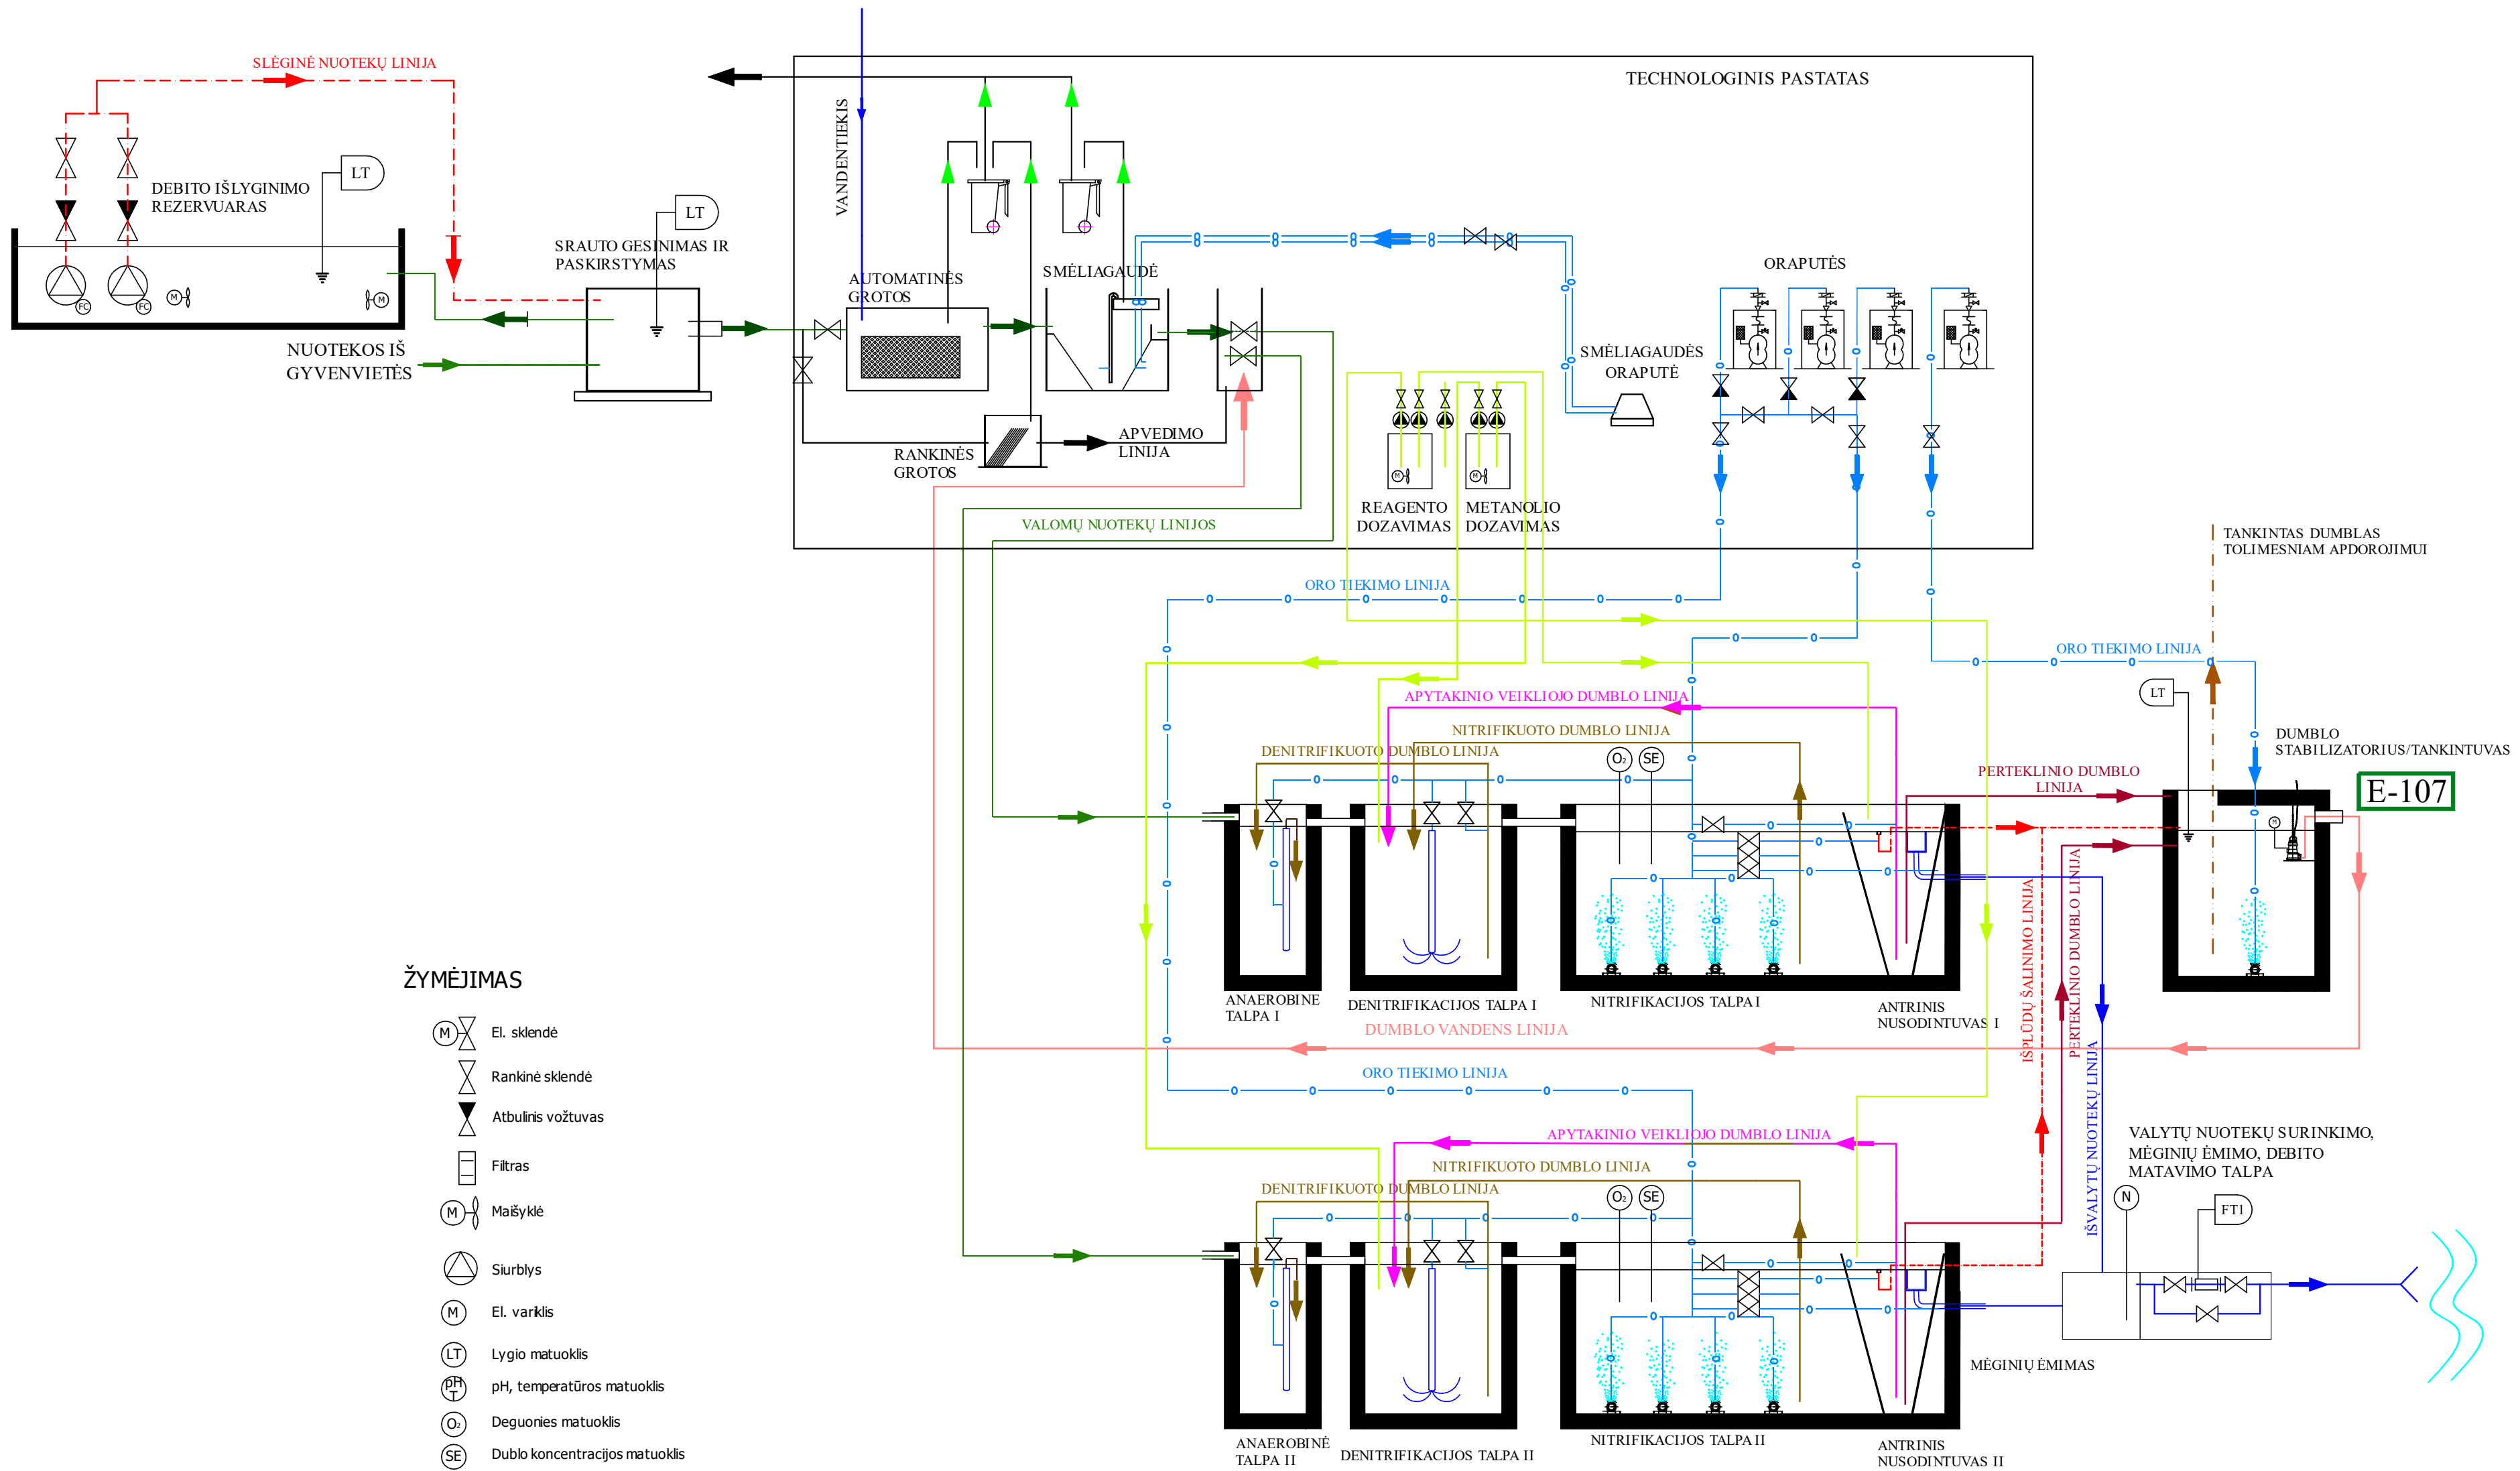 SLĖGINĖ NUOTEKŲ LINIJA
TECHNOLOGINIS PASTATAS
VANDENTIEKIS
DEBITO IŠLYGINIMO
REZERVUARAS
LT
LT
FC
FC
M
M
SRAUTO GESINIMAS IR
PASKIRSTYMAS
NUOTEKOS IŠ
GYVENVIETĖS
AUTOMATINĖS
GROTOS
SMĖLIAGAUDĖ
ORAPUTĖS
SMĖLIAGAUDĖS
ORAPUTĖ
RANKINĖS
GROTOS
APVEDIMO
LINIJA
M
M
REAGENTO
DOZAVIMAS
METANOLIO
DOZAVIMAS
VALOMŲ NUOTEKŲ LINIJOS
TANKINTAS DUMBLAS
TOLIMESNIAM APDOROJIMUI
ORO TIEKIMO LINIJA
ORO TIEKIMO LINIJA
LT
APYTAKINIO VEIKLIOJO DUMBLO LINIJA
NITRIFIKUOTO DUMBLO LINIJA
DENITRIFIKUOTO DUMBLO LINIJA
O₂
SE
DUMBLO
STABILIZATORIUS/TANKINTUVAS
E-107
PERTEKLINIO DUMBLO
LINIJA
M
ANAEROBINE
TALPA I
DENITRIFIKACIJOS TALPA I
NITRIFIKACIJOS TALPA I
ANTRINIS
NUSODINTUVAS I
DUMBLO VANDENS LINIJA
IŠPLŪDŲ ŠALINIMO LINIJA
PERTEKLINIO DUMBLO LINIJA
IŠVALYTŲ NUOTEKŲ LINIJA
ORO TIEKIMO LINIJA
APYTAKINIO VEIKLIOJO DUMBLO LINIJA
NITRIFIKUOTO DUMBLO LINIJA
DENITRIFIKUOTO DUMBLO LINIJA
O₂
SE
VALYTŲ NUOTEKŲ SURINKIMO,
MĖGINIŲ ĖMIMO, DEBITO
MATAVIMO TALPA
N
FT1
MĖGINIŲ ĖMIMAS
ANAEROBINĖ
TALPA II
DENITRIFIKACIJOS TALPA II
NITRIFIKACIJOS TALPA II
ANTRINIS
NUSODINTUVAS II
ŽYMĖJIMAS
M El. sklendė
Rankinė sklendė
Atbulinis vožtuvas
Filtras
M Maišyklė
Siurblys
M El. variklis
LT Lygio matuoklis
pH T pH, temperatūros matuoklis
O₂ Deguonies matuoklis
SE Dublo koncentracijos matuoklis